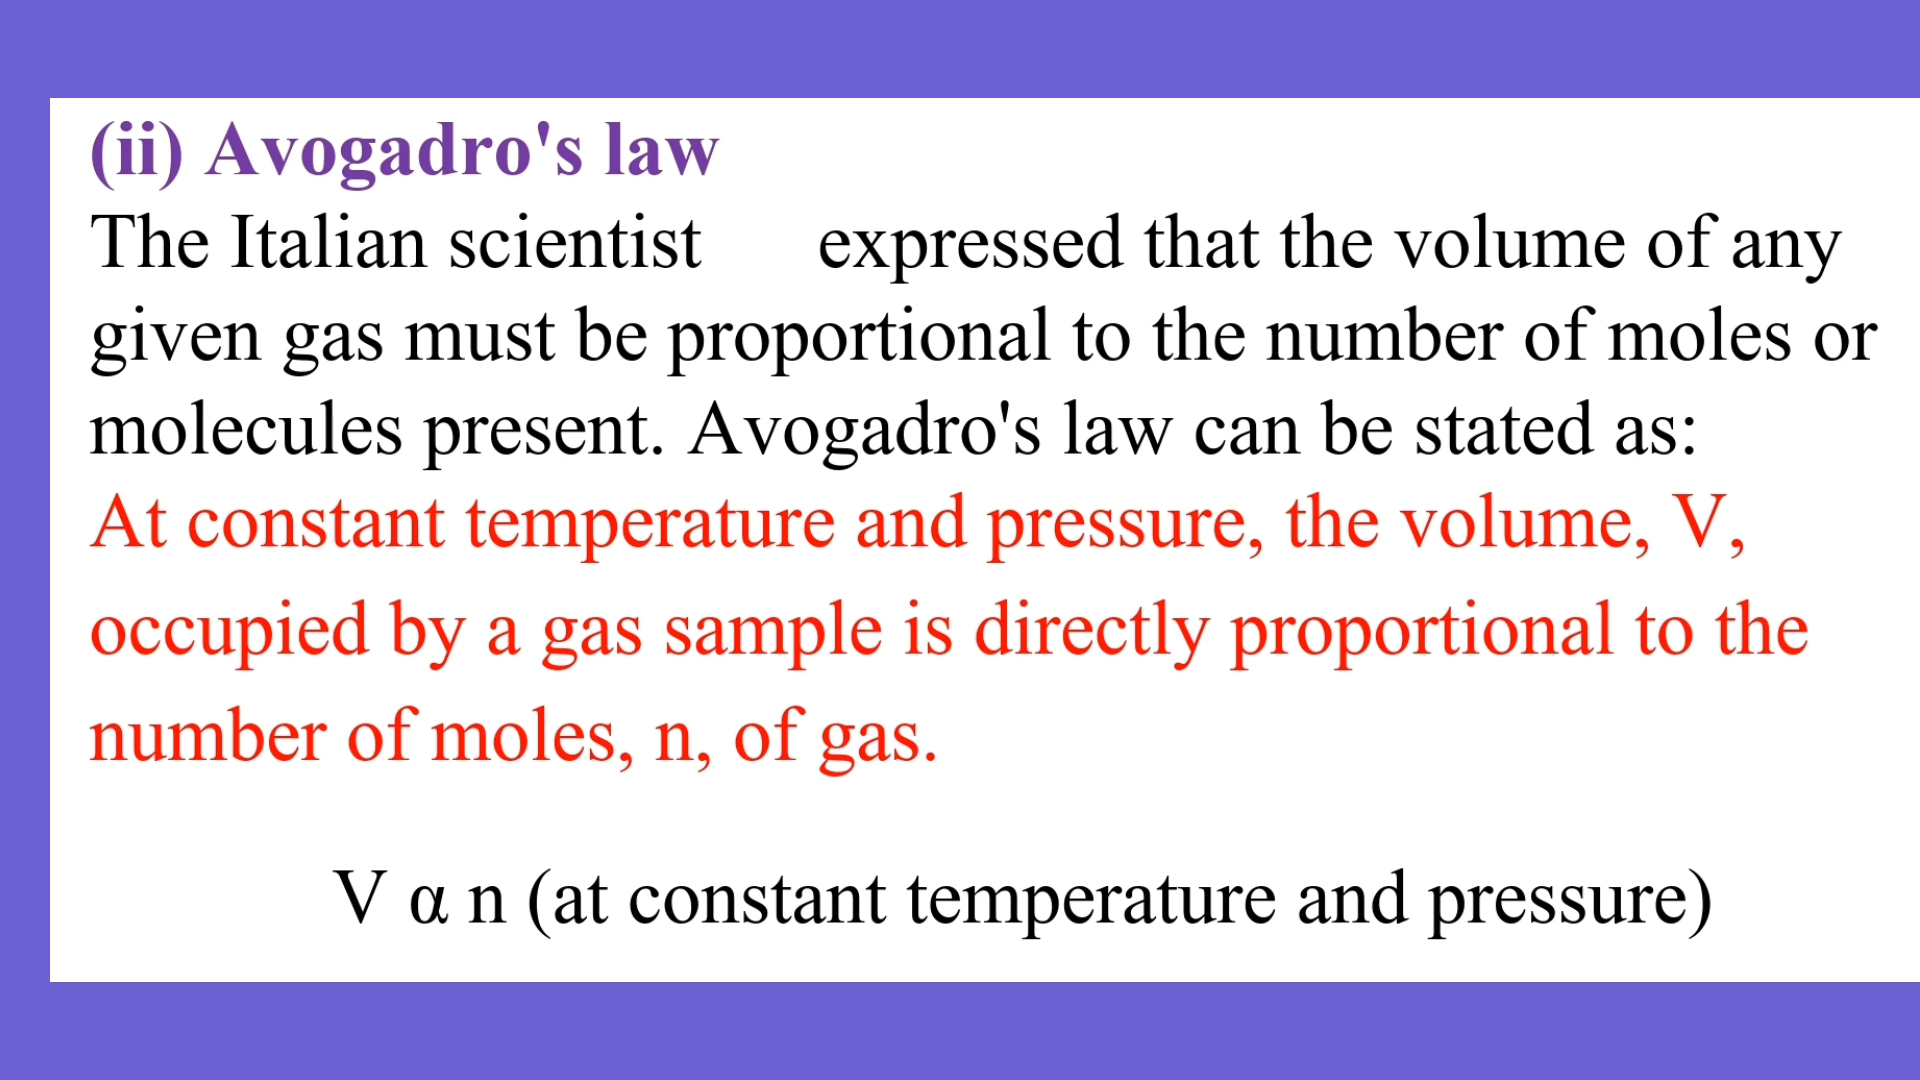 (ii) Avogadro's law
The Italian scientist expressed that the volume of any
given gas must be proportional to the number of moles or
molecules present. Avogadro's law can be stated as:
At constant temperature and pressure, the volume, V,
occupied by a gas sample is directly proportional to the
number of moles, n, of gas.
V α n (at constant temperature and pressure)